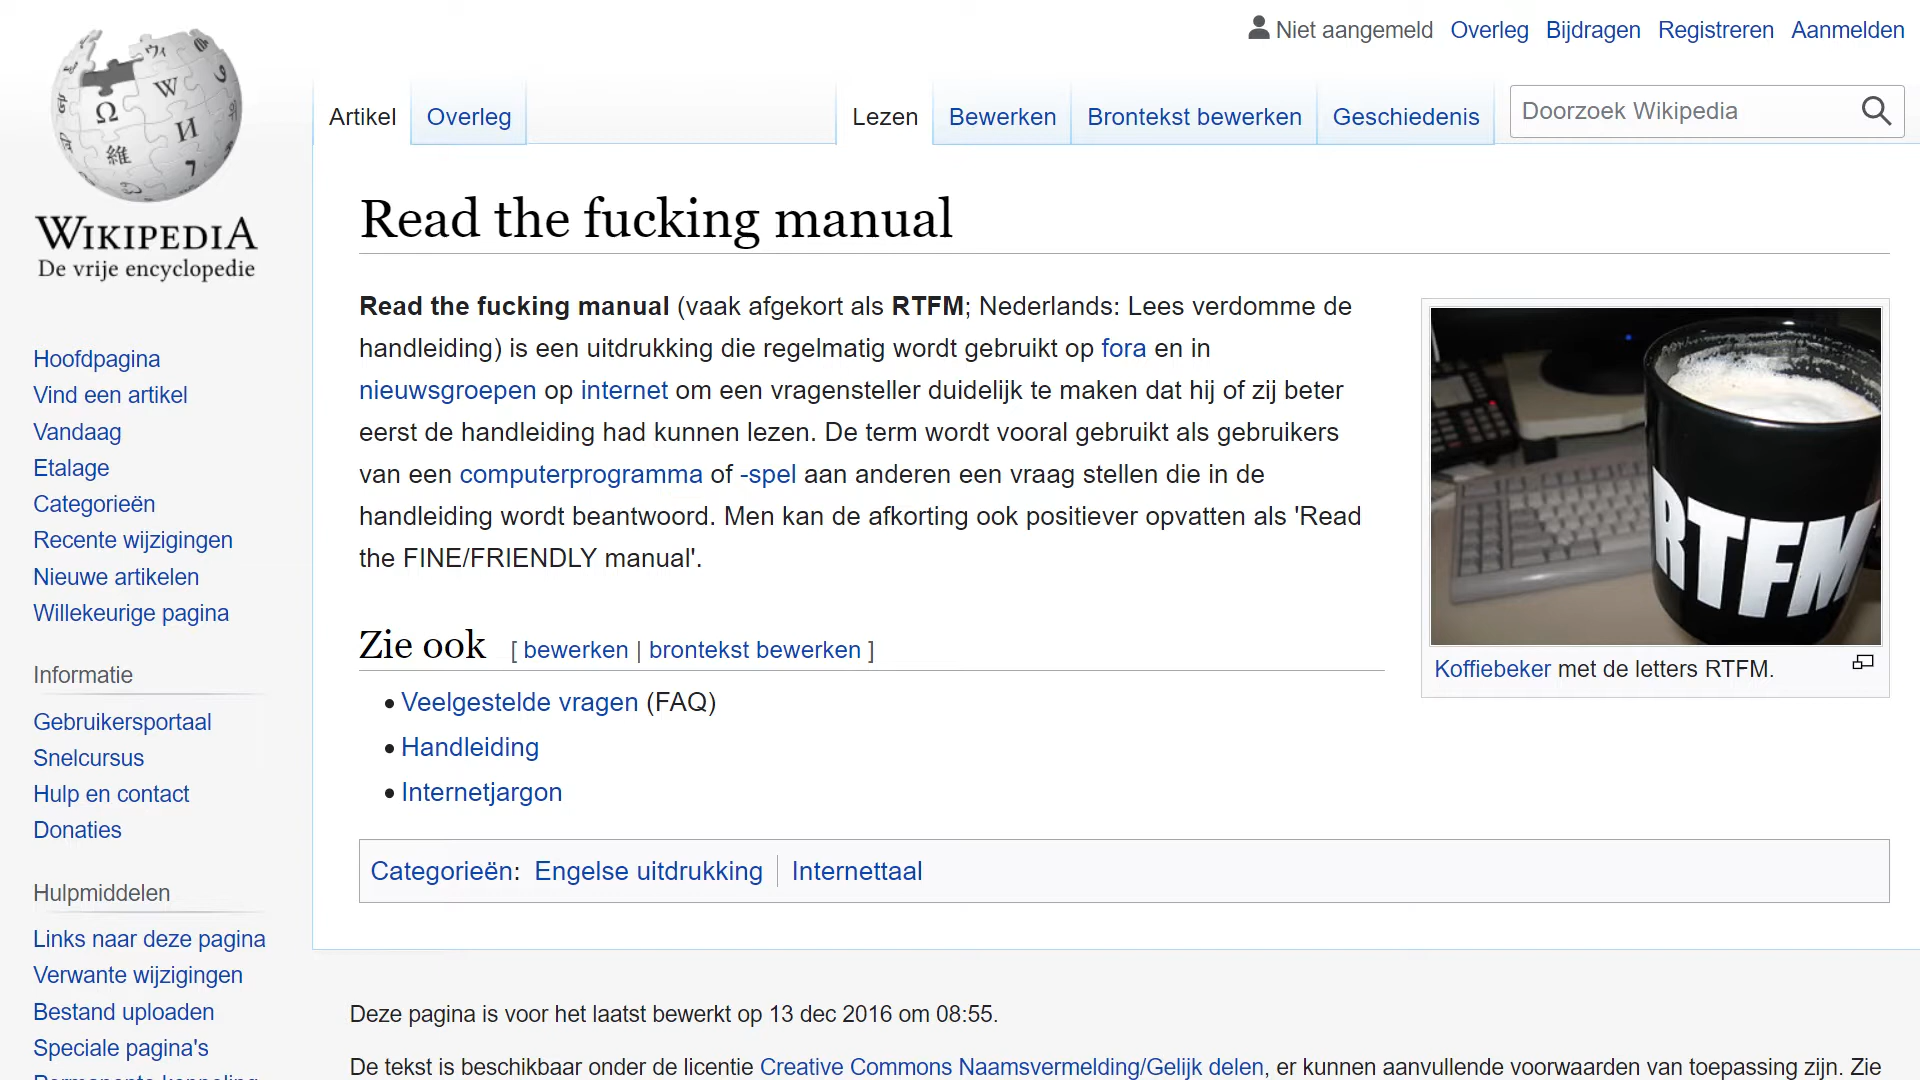 Niet aangemeld Overleg Bijdragen Registreren Aanmelden
Artikel Overleg Lezen Bewerken Brontekst bewerken Geschiedenis Doorzoek Wikipedia
WIKIPEDIA
De vrije encyclopedie
Hoofdpagina
Vind een artikel
Vandaag
Etalage
Categorieën
Recente wijzigingen
Nieuwe artikelen
Willekeurige pagina
Informatie
Gebruikersportaal
Snelcursus
Hulp en contact
Donaties
Hulpmiddelen
Links naar deze pagina
Verwante wijzigingen
Bestand uploaden
Speciale pagina's
Read the fucking manual
Read the fucking manual (vaak afgekort als RTFM; Nederlands: Lees verdomme de
handleiding) is een uitdrukking die regelmatig wordt gebruikt op fora en in
nieuwsgroepen op internet om een vragensteller duidelijk te maken dat hij of zij beter
eerst de handleiding had kunnen lezen. De term wordt vooral gebruikt als gebruikers
van een computerprogramma of -spel aan anderen een vraag stellen die in de
handleiding wordt beantwoord. Men kan de afkorting ook positiever opvatten als 'Read
the FINE/FRIENDLY manual'.
RTFM
Koffiebeker met de letters RTFM.
Zie ook [ bewerken | brontekst bewerken ]
• Veelgestelde vragen (FAQ)
• Handleiding
• Internetjargon
Categorieën: Engelse uitdrukking | Internettaal
Deze pagina is voor het laatst bewerkt op 13 dec 2016 om 08:55.
De tekst is beschikbaar onder de licentie Creative Commons Naamsvermelding/Gelijk delen, er kunnen aanvullende voorwaarden van toepassing zijn. Zie